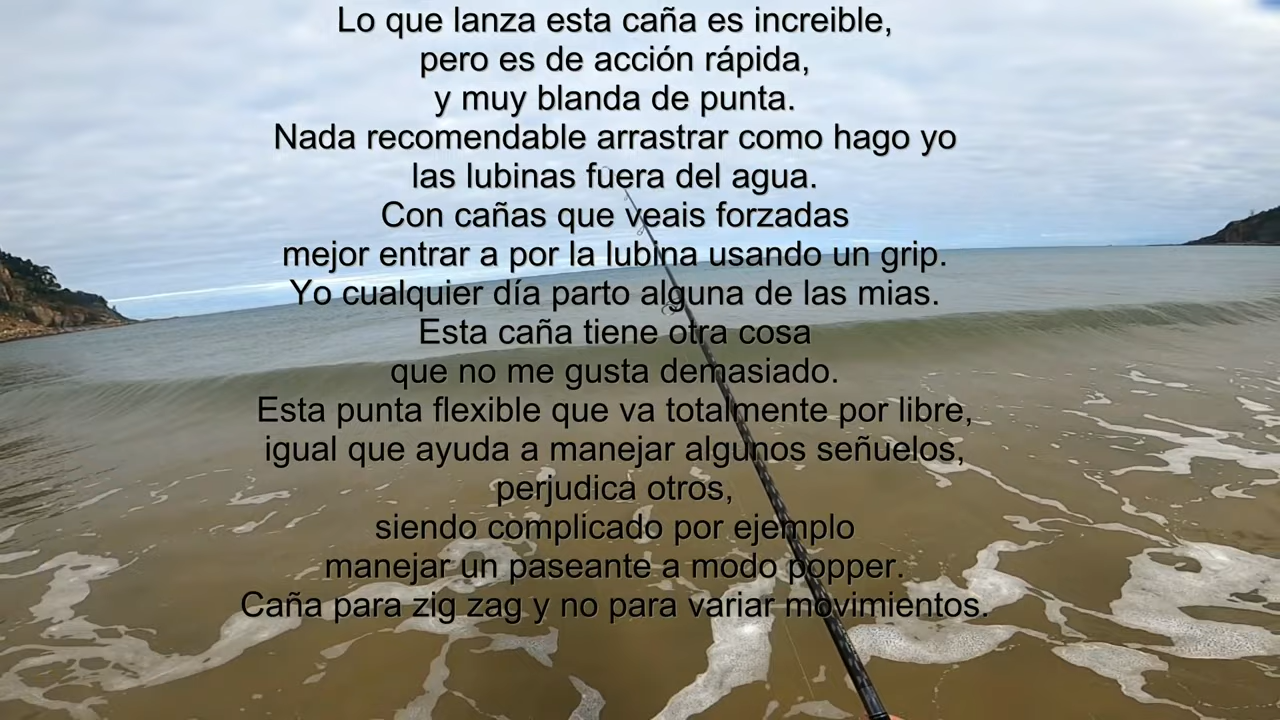 Lo que lanza esta caña es increible,
pero es de acción rápida,
y muy blanda de punta.
Nada recomendable arrastrar como hago yo
las lubinas fuera del agua.
Con cañas que veais forzadas
mejor entrar a por la lubina usando un grip.
Yo cualquier día parto alguna de las mias.
Esta caña tiene otra cosa
que no me gusta demasiado.
Esta punta flexible que va totalmente por libre,
igual que ayuda a manejar algunos señuelos,
perjudica otros,
siendo complicado por ejemplo
manejar un paseante a modo popper.
Caña para zig zag y no para variar movimientos.